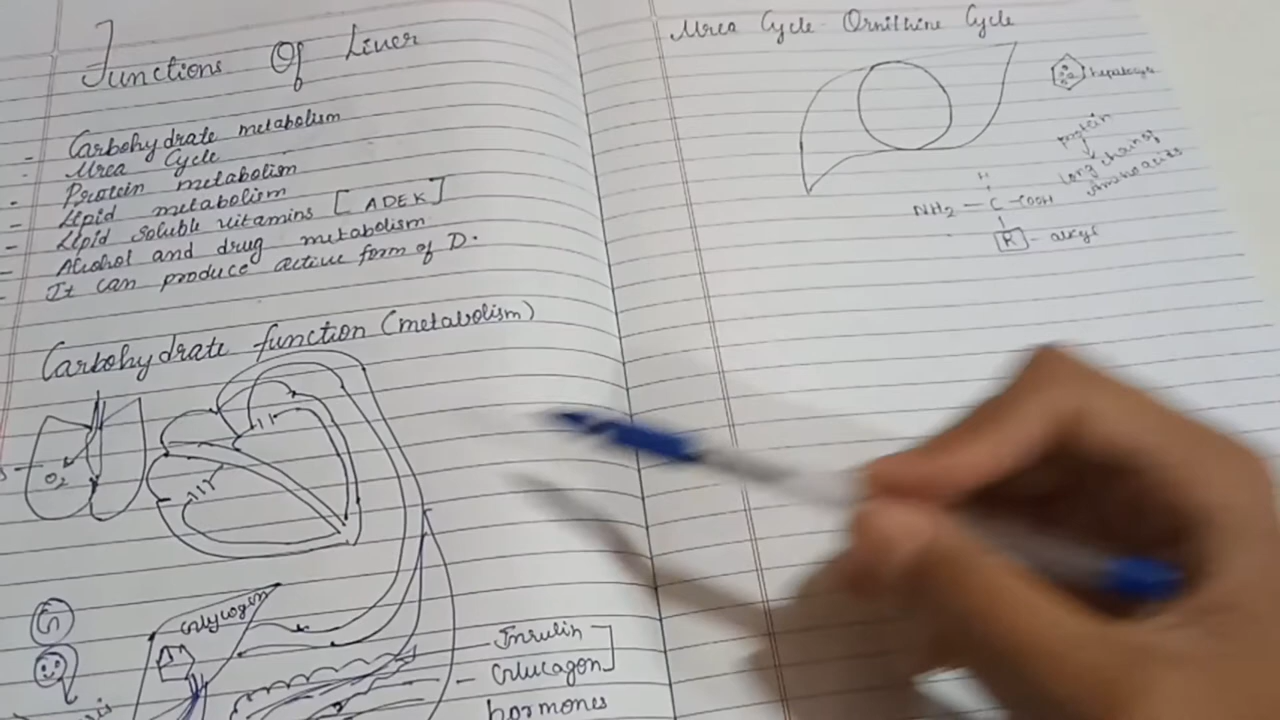 Functions Of Liver
- Carbohydrate metabolism
- Urea Cycle
- Protein metabolism
- Lipid metabolism
- Lipid soluble vitamins [ADEK]
- Alcohol and drug metabolism
- It can produce active form of D.
Carbohydrate function (metabolism)
O2
Glycogen
G
- Insulin
- Glucagon
hormones
Urea Cycle - Ornithine Cycle
hepatocyte
protein
long chains of
amino acids
H
NH2 - C - COOH
R - alkyl